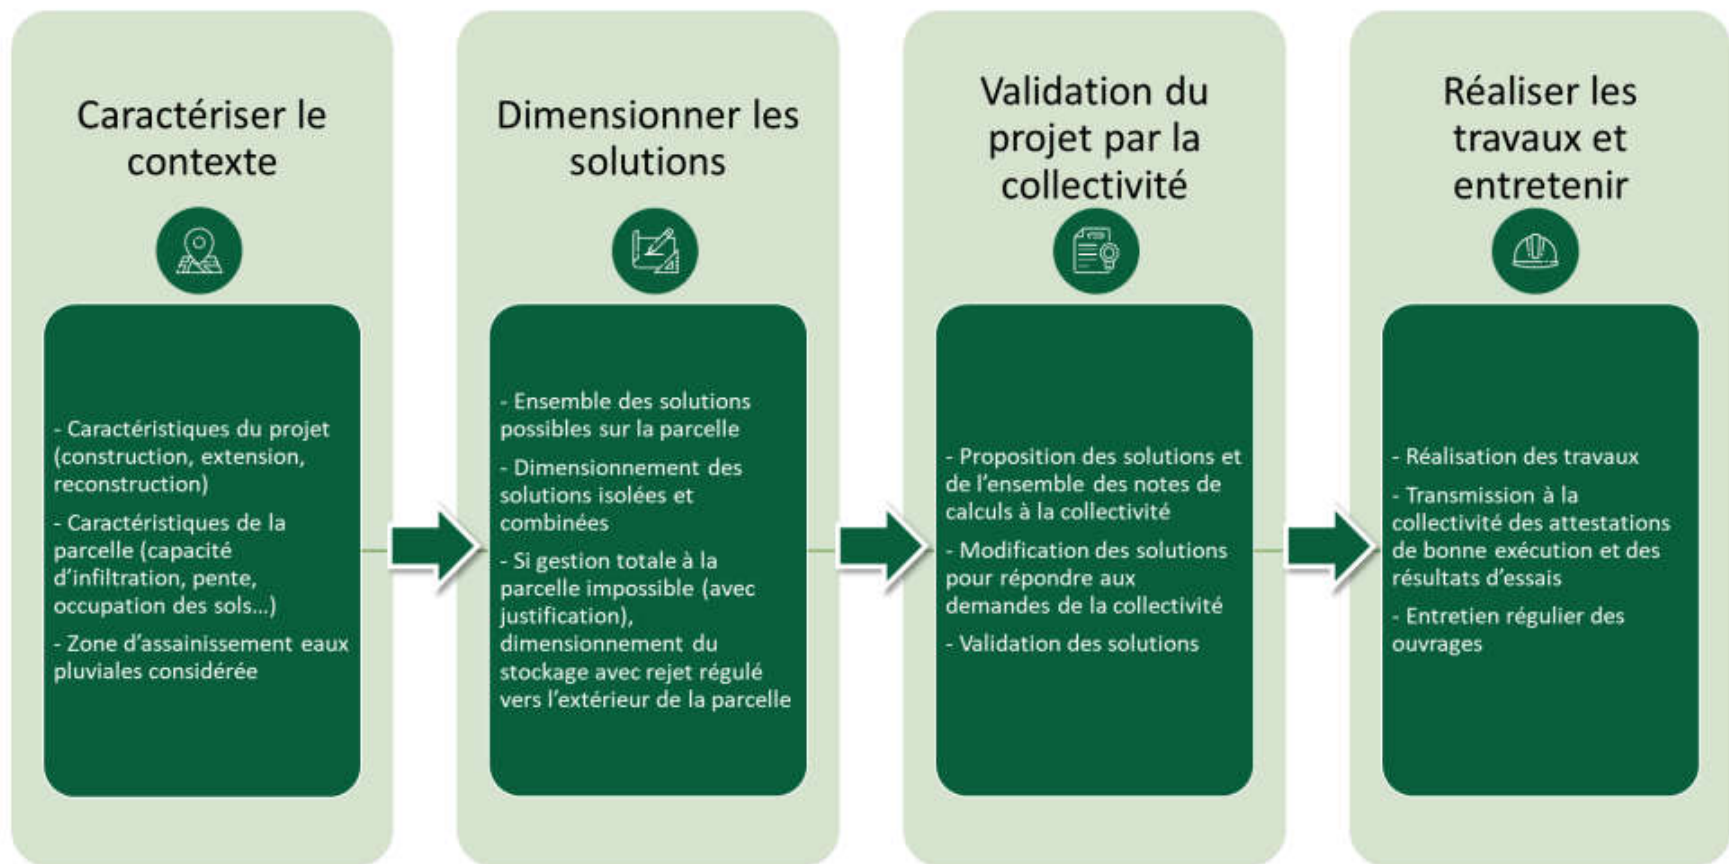 Caractériser le
contexte
- Caractéristiques du projet
(construction, extension,
reconstruction)
- Caractéristiques de la
parcelle (capacité
d’infiltration, pente,
occupation des sols…)
- Zone d’assainissement eaux
pluviales considérée
Dimensionner les
solutions
- Ensemble des solutions
possibles sur la parcelle
- Dimensionnement des
solutions isolées et
combinées
- Si gestion totale à la
parcelle impossible (avec
justification),
dimensionnement du
stockage avec rejet régulé
vers l’extérieur de la parcelle
Validation du
projet par la
collectivité
- Proposition des solutions et
de l’ensemble des notes de
calculs à la collectivité
- Modification des solutions
pour répondre aux
demandes de la collectivité
- Validation des solutions
Réaliser les
travaux et
entretenir
- Réalisation des travaux
- Transmission à la
collectivité des attestations
de bonne exécution et des
résultats d’essais
- Entretien régulier des
ouvrages